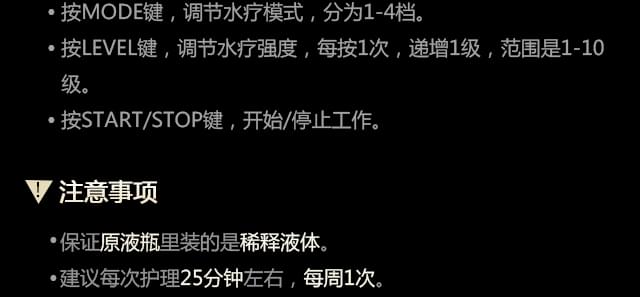 • 按MODE键，调节水疗模式，分为1-4档。
• 按LEVEL键，调节水疗强度，每按1次，递增1级，范围是1-10
级。
• 按START/STOP键，开始/停止工作。
注意事项
• 保证原液瓶里装的是稀释液体。
• 建议每次护理25分钟左右，每周1次。